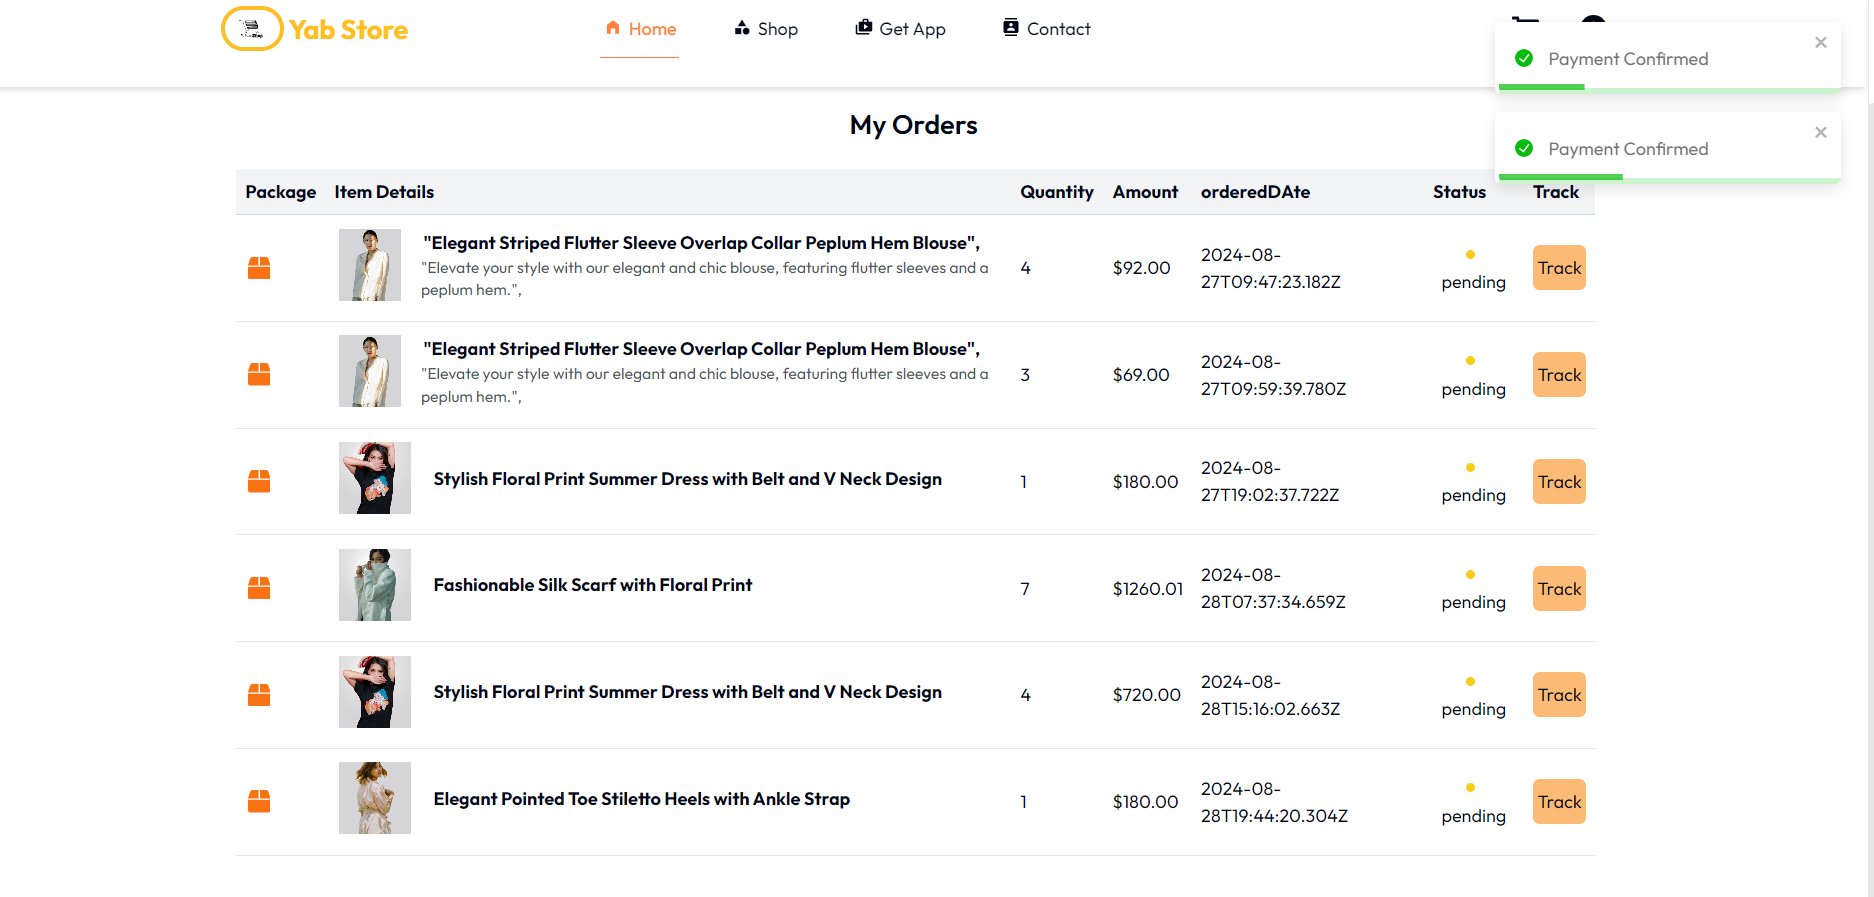 Yab Store
Home
Shop
Get App
Contact
Payment Confirmed
Payment Confirmed
My Orders
Package Item Details Quantity Amount orderedDAte Status Track
"Elegant Striped Flutter Sleeve Overlap Collar Peplum Hem Blouse",
"Elevate your style with our elegant and chic blouse, featuring flutter sleeves and a
peplum hem.",
4
$92.00
2024-08-
27T09:47:23.182Z
pending
Track
"Elegant Striped Flutter Sleeve Overlap Collar Peplum Hem Blouse",
"Elevate your style with our elegant and chic blouse, featuring flutter sleeves and a
peplum hem.",
3
$69.00
2024-08-
27T09:59:39.780Z
pending
Track
Stylish Floral Print Summer Dress with Belt and V Neck Design
1
$180.00
2024-08-
27T19:02:37.722Z
pending
Track
Fashionable Silk Scarf with Floral Print
7
$1260.01
2024-08-
28T07:37:34.659Z
pending
Track
Stylish Floral Print Summer Dress with Belt and V Neck Design
4
$720.00
2024-08-
28T15:16:02.663Z
pending
Track
Elegant Pointed Toe Stiletto Heels with Ankle Strap
1
$180.00
2024-08-
28T19:44:20.304Z
pending
Track